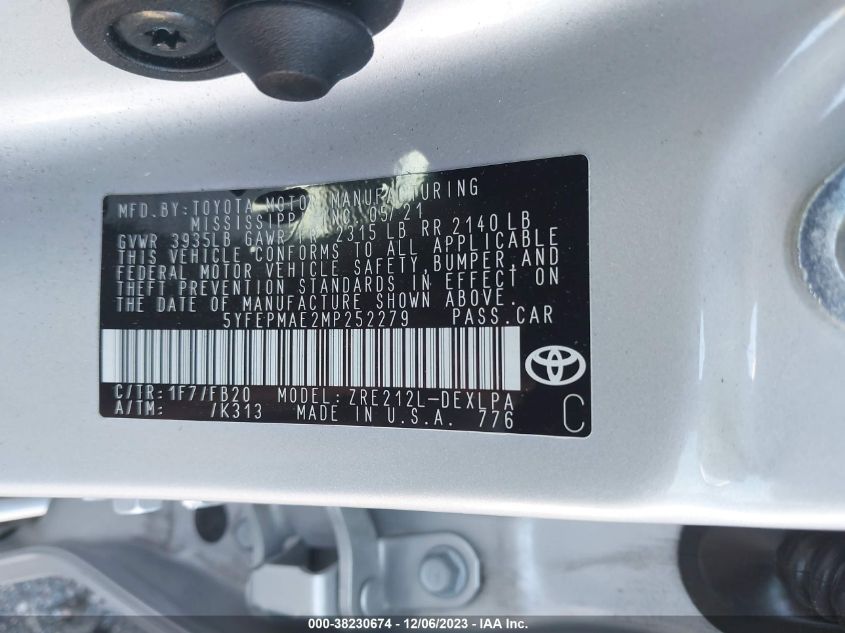 MFD. BY: TOYOTA MOTOR MANUFACTURING
MISSISSIPPI, INC. 05/21
GVWR 3935LB GAWR FR 2315 LB RR 2140 LB
THIS VEHICLE CONFORMS TO ALL APPLICABLE
FEDERAL MOTOR VEHICLE SAFETY, BUMPER, AND
THEFT PREVENTION STANDARDS IN EFFECT ON
THE DATE OF MANUFACTURE SHOWN ABOVE.
5YFEPMAE2MP252279 PASS. CAR
C/TR: 1F7/FB20 MODEL: ZRE212L-DEXLPA
A/TM: /K313 MADE IN U.S.A. 776
C
000-38230674 - 12/06/2023 - IAA Inc.